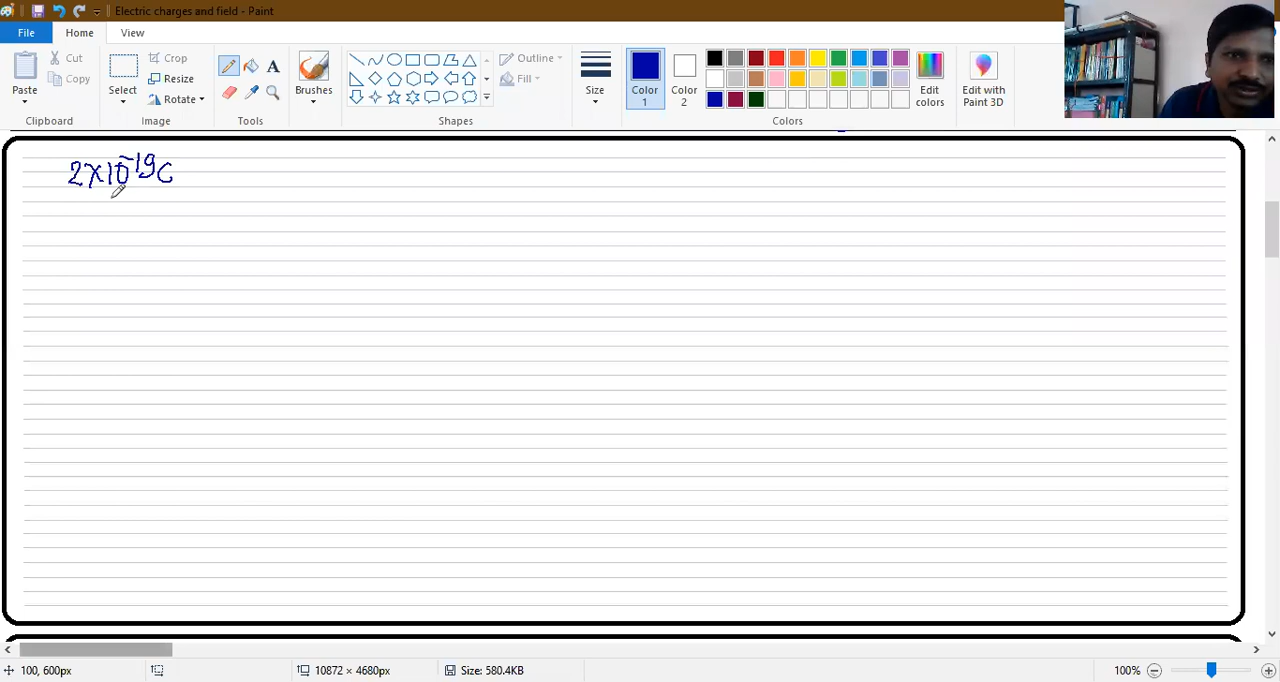 Electric charges and field - Paint
File Home View
Paste
Cut
Copy
Clipboard
Select
Crop
Resize
Rotate
Image
A
Tools
Brushes
Shapes
Outline
Fill
Size
Color 1
Color 2
Colors
Edit colors
Edit with Paint 3D
2×10⁻¹⁹C
100, 600px
10872 × 4680px
Size: 580.4KB
100%